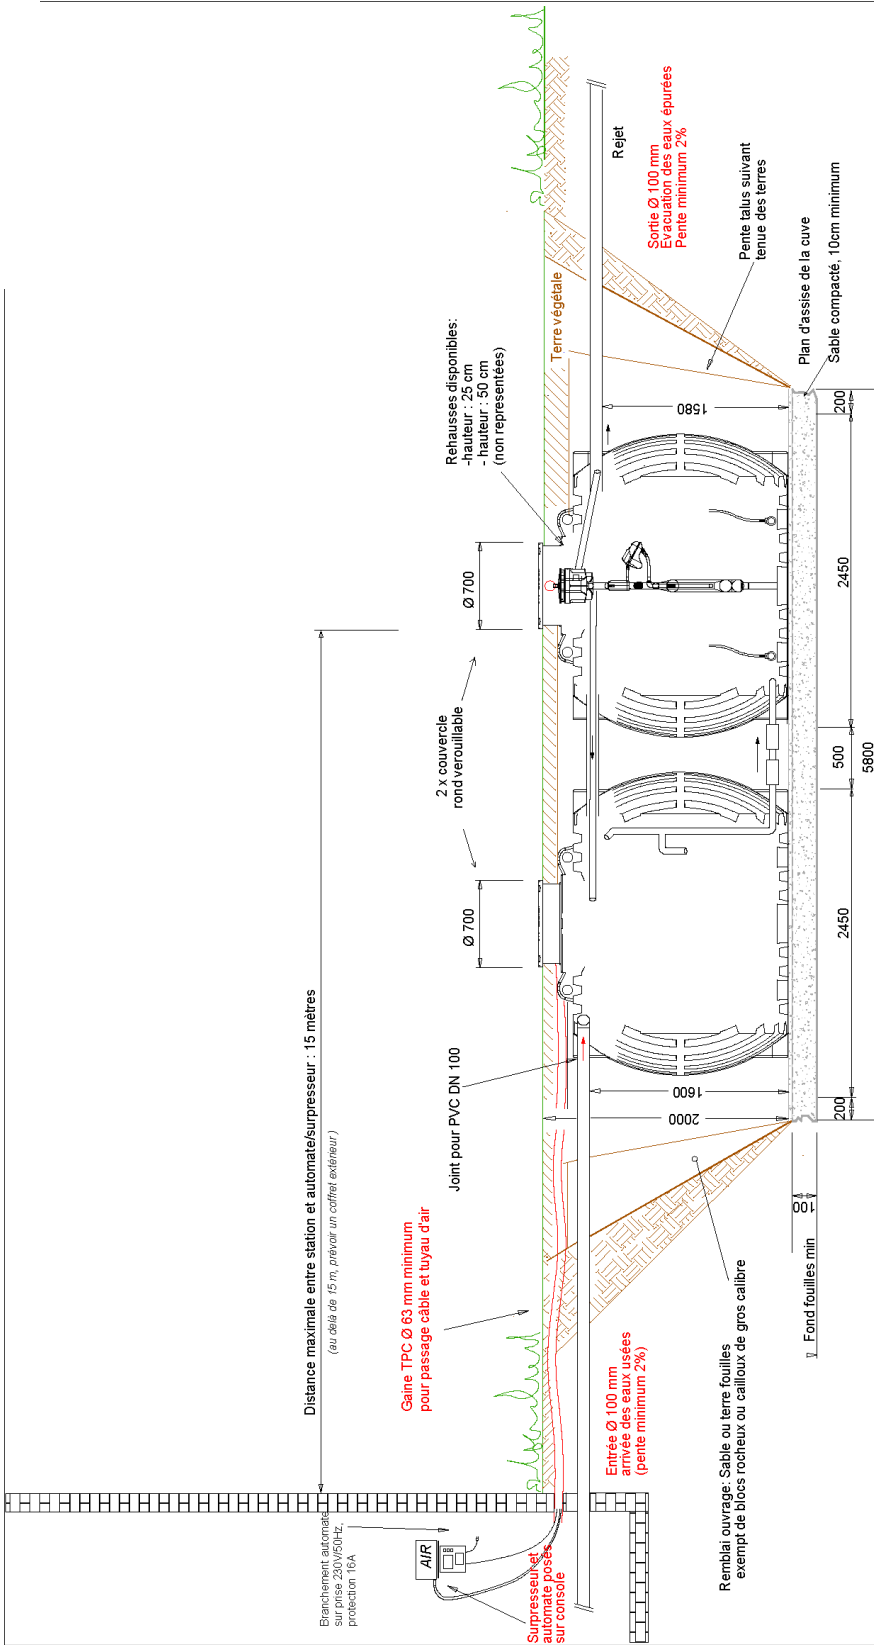 Branchement automate
sur prise 230V/50Hz,
protection 16A
AIR
Surpresseur et
automate posés
sur console
Distance maximale entre station et automate/surpresseur : 15 mètres
(au delà de 15 m, prévoir un coffret extérieur)
Gaine TPC Ø 63 mm minimum
pour passage câble et tuyau d'air
Joint pour PVC DN 100
2 x couvercle
rond verouillable
Ø 700
Ø 700
Rehausses disponibles:
-hauteur : 25 cm
- hauteur : 50 cm
(non representées)
Terre végétale
Rejet
Sortie Ø 100 mm
Evacuation des eaux épurées
Pente minimum 2%
Pente talus suivant
tenue des terres
Plan d'assise de la cuve
Sable compacté, 10cm minimum
Entrée Ø 100 mm
arrivée des eaux usées
(pente minimum 2%)
Remblai ouvrage: Sable ou terre fouilles
exempt de blocs rocheux ou cailloux de gros calibre
Fond fouilles min
100
2000
1600
1580
200
2450
500
2450
200
5800